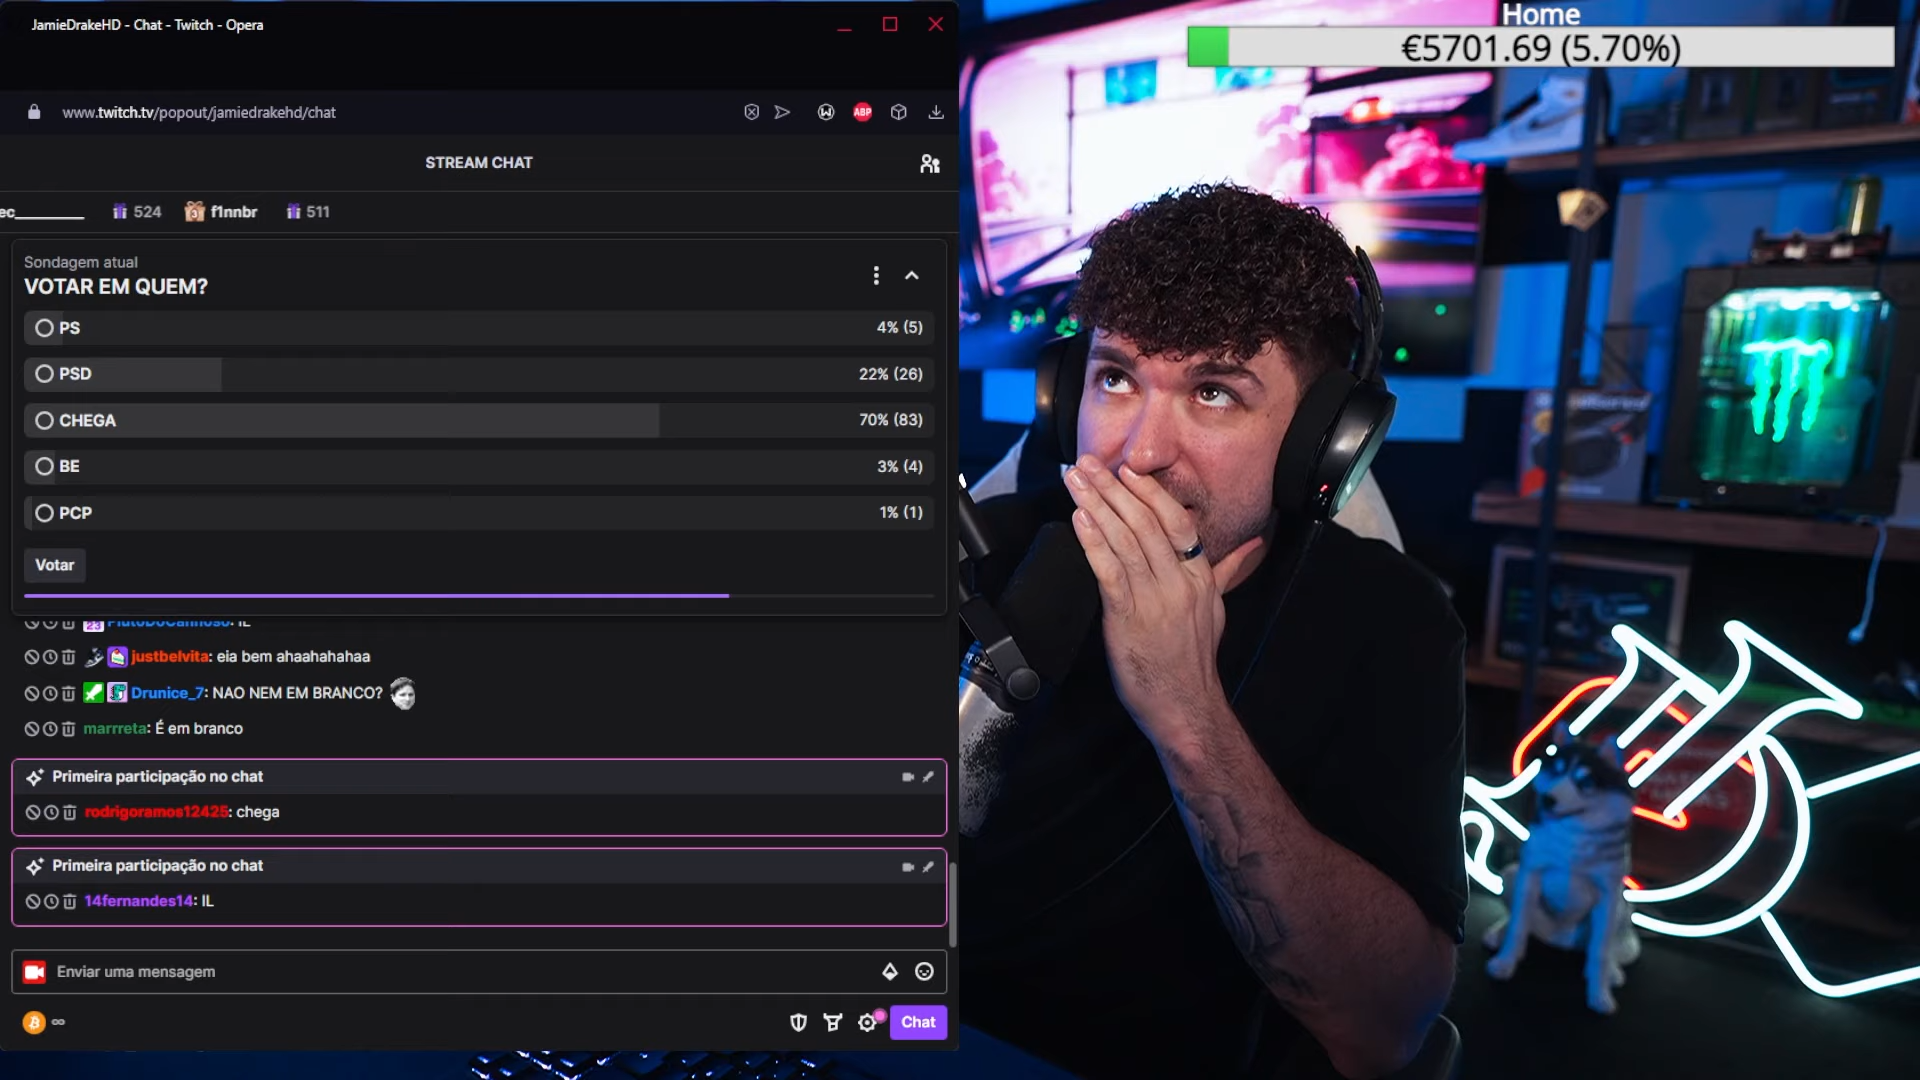 JamieDrakeHD - Chat - Twitch - Opera
www.twitch.tv/popout/jamiedrakehd/chat
ABP
STREAM CHAT
524
3
f1nnbr
511
Sondagem atual
VOTAR EM QUEM?
PS 4% (5)
PSD 22% (26)
CHEGA 70% (83)
BE 3% (4)
PCP 1% (1)
Votar
justbelvita: eia bem ahaahahahaa
Drunice_7: NAO NEM EM BRANCO?
marrreta: É em branco
Primeira participação no chat
rodrigoramos12425: chega
Primeira participação no chat
14fernandes14: IL
Enviar uma mensagem
Chat
Home
€5701.69 (5.70%)